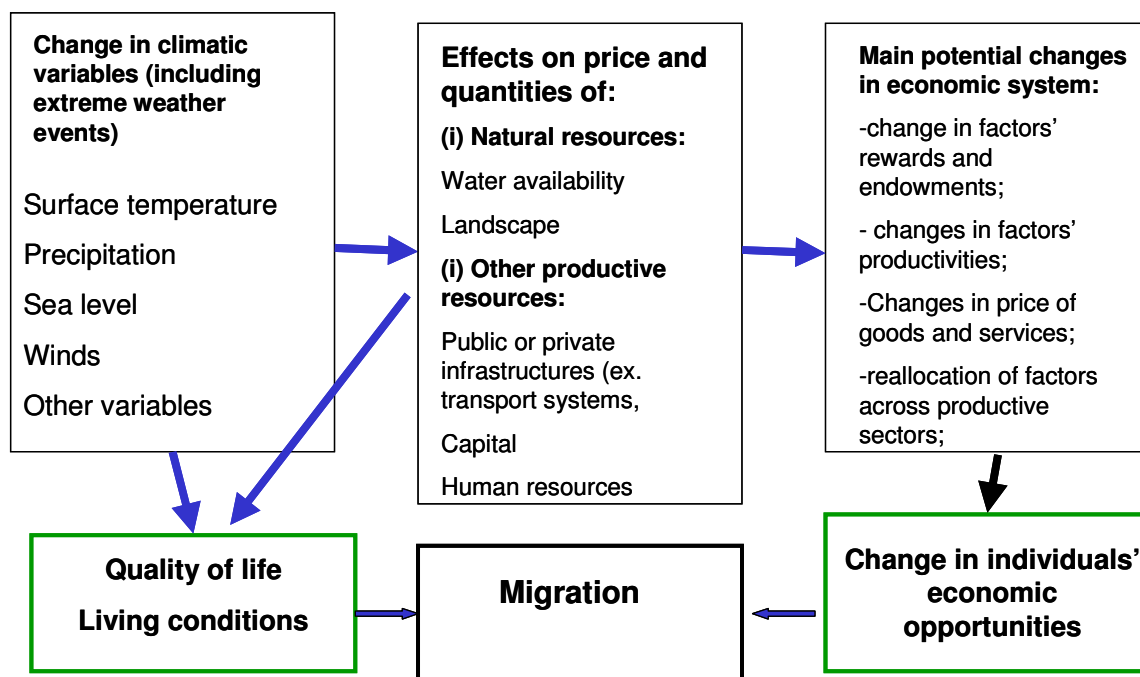 Change in climatic
variables (including
extreme weather
events)
Surface temperature
Precipitation
Sea level
Winds
Other variables
Effects on price and
quantities of:
(i) Natural resources:
Water availability
Landscape
(i) Other productive
resources:
Public or private
infrastructures (ex.
transport systems,
Capital
Human resources
Main potential changes
in economic system:
-change in factors’
rewards and
endowments;
- changes in factors’
productivities;
-Changes in price of
goods and services;
-reallocation of factors
across productive
sectors;
Quality of life
Living conditions
Migration
Change in individuals’
economic
opportunities